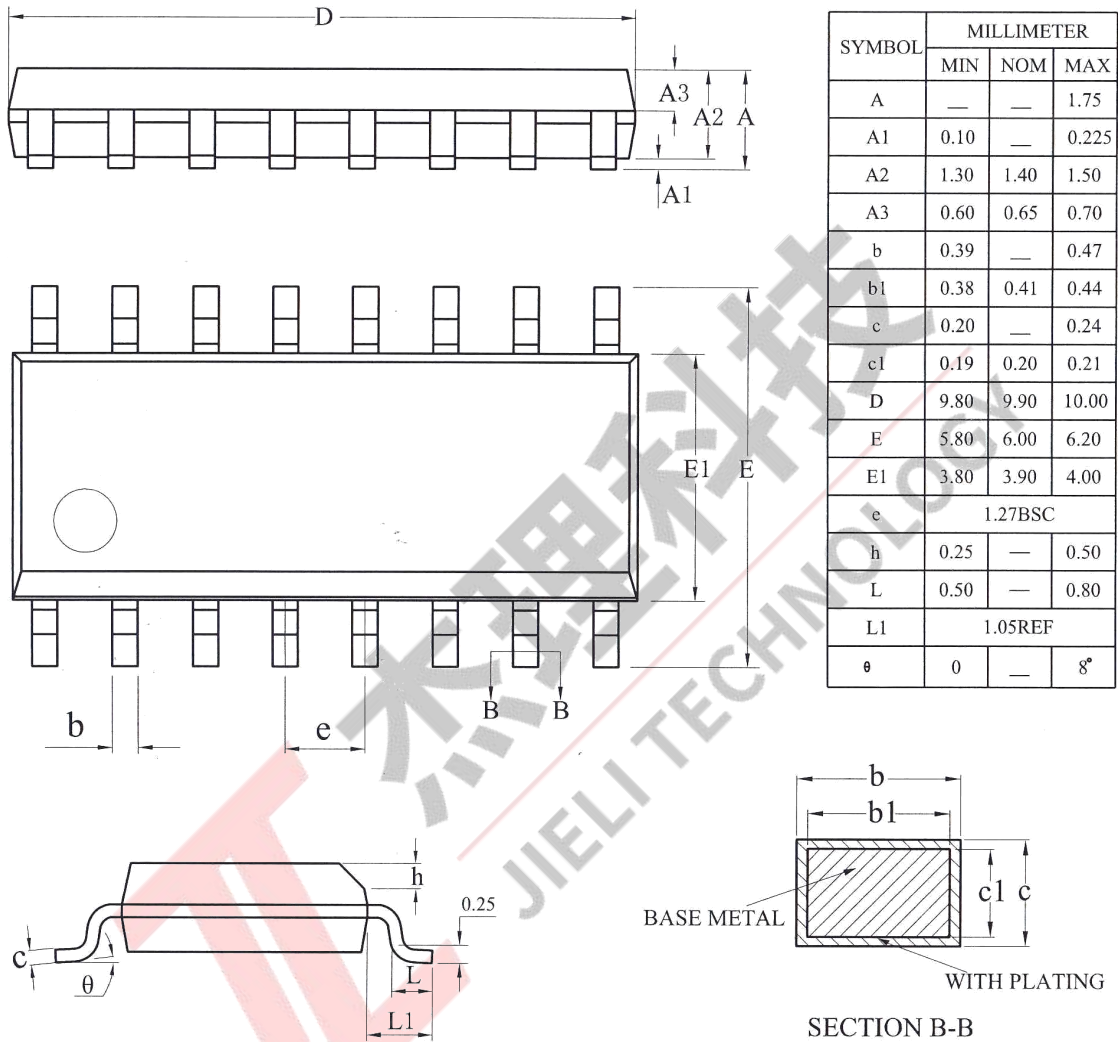 D
A3
A2
A
A1
E1
E
b
e
B
B
h
0.25
c
θ
L
L1
SYMBOL MILLIMETER
MIN NOM MAX
A — — 1.75
A1 0.10 — 0.225
A2 1.30 1.40 1.50
A3 0.60 0.65 0.70
b 0.39 — 0.47
b1 0.38 0.41 0.44
c 0.20 — 0.24
c1 0.19 0.20 0.21
D 9.80 9.90 10.00
E 5.80 6.00 6.20
E1 3.80 3.90 4.00
e 1.27BSC
h 0.25 — 0.50
L 0.50 — 0.80
L1 1.05REF
θ 0 — 8°
b
b1
c1
c
BASE METAL
WITH PLATING
SECTION B-B
杰理科技
JIELI TECHNOLOGY